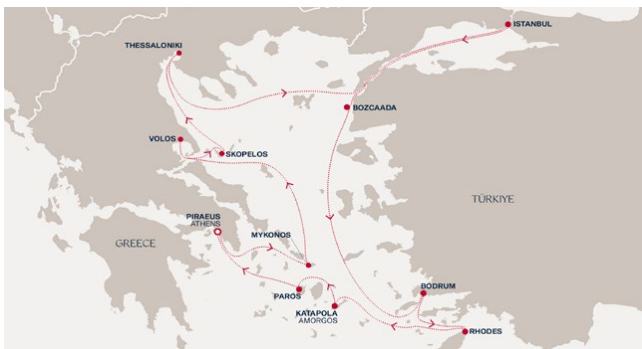 ISTANBUL
THESSALONIKI
BOZCAADA
VOLOS
SKOPELOS
TÜRKIYE
PIRAEUS
ATHENS
GREECE
MYKONOS
BODRUM
PAROS
KATAPOLA
AMORGOS
RHODES